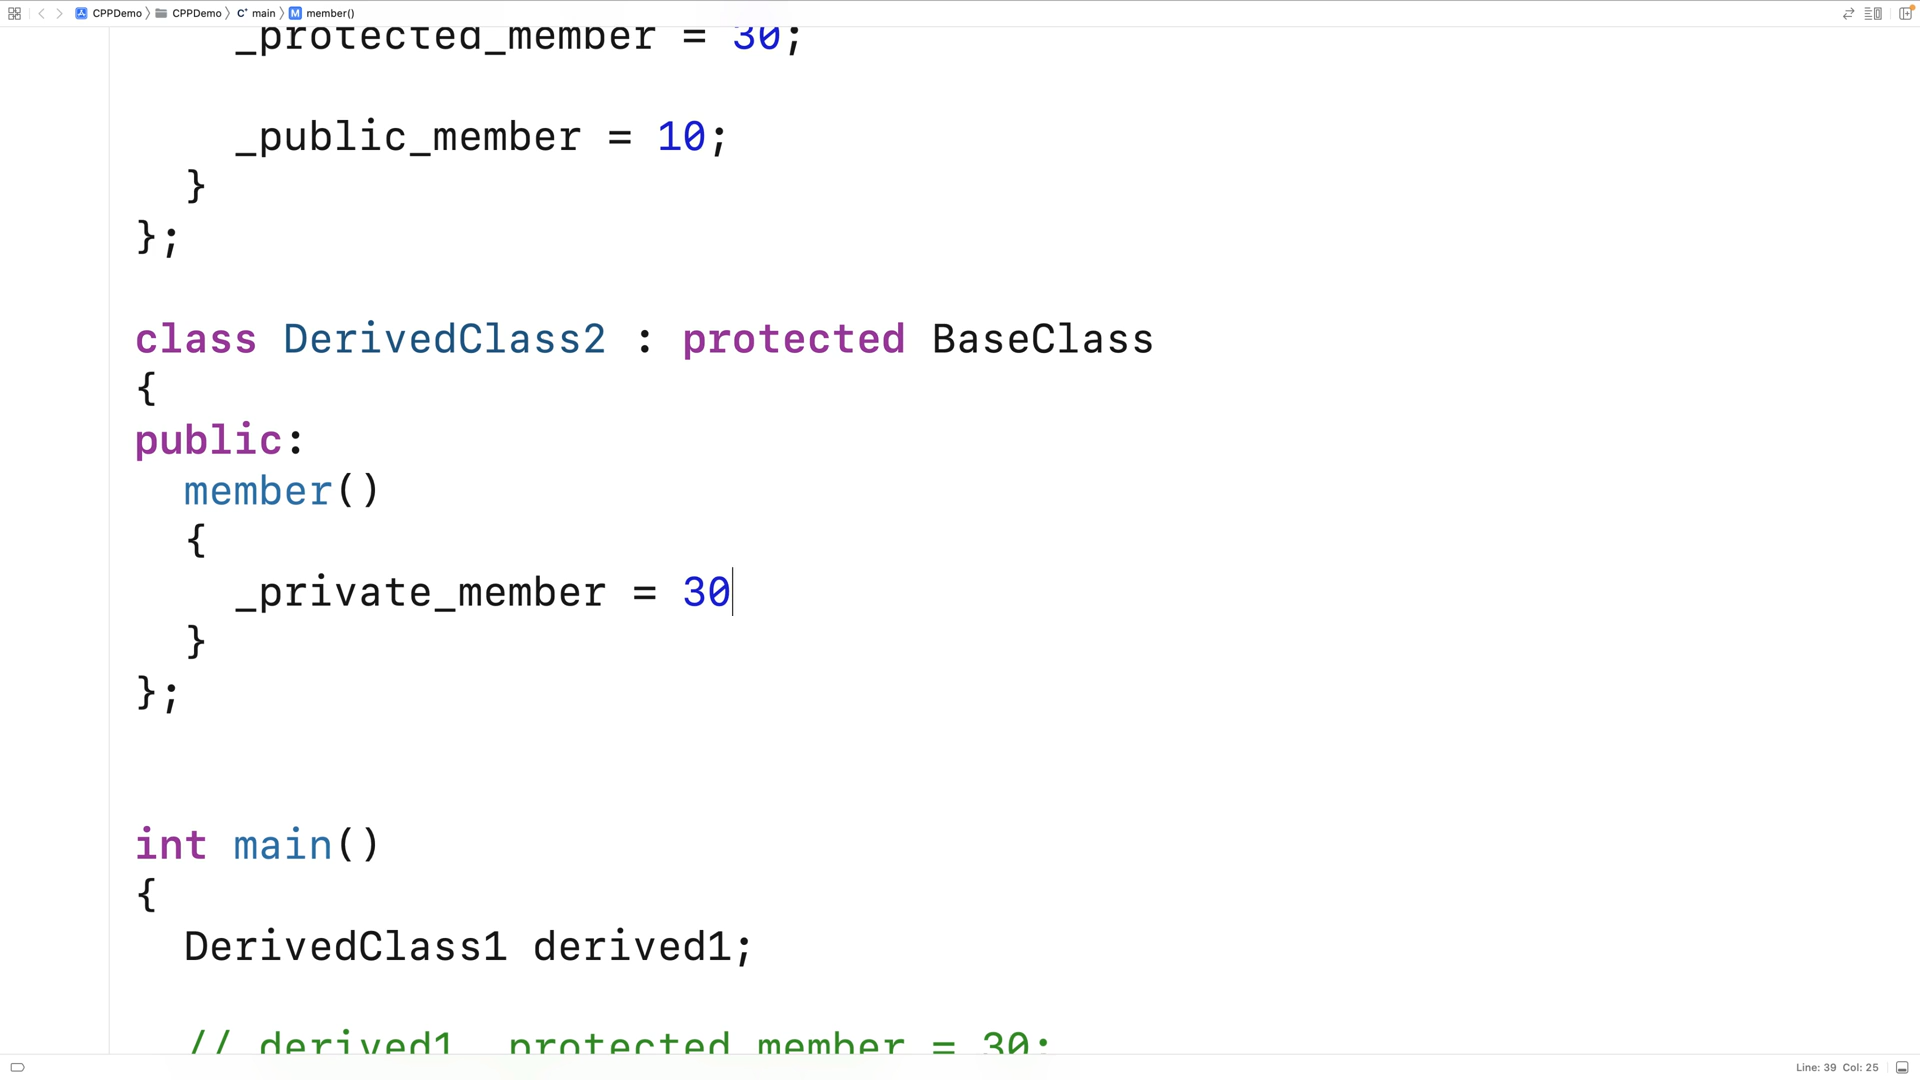 CPPDemo 〉 CPPDemo 〉 C⁺ main 〉 M member()
_protected_member = 30;
_public_member = 10;
}
};
class DerivedClass2 : protected BaseClass
{
public:
member()
{
_private_member = 30
}
};
int main()
{
DerivedClass1 derived1;
// derived1._protected_member = 30;
Line: 39 Col: 25